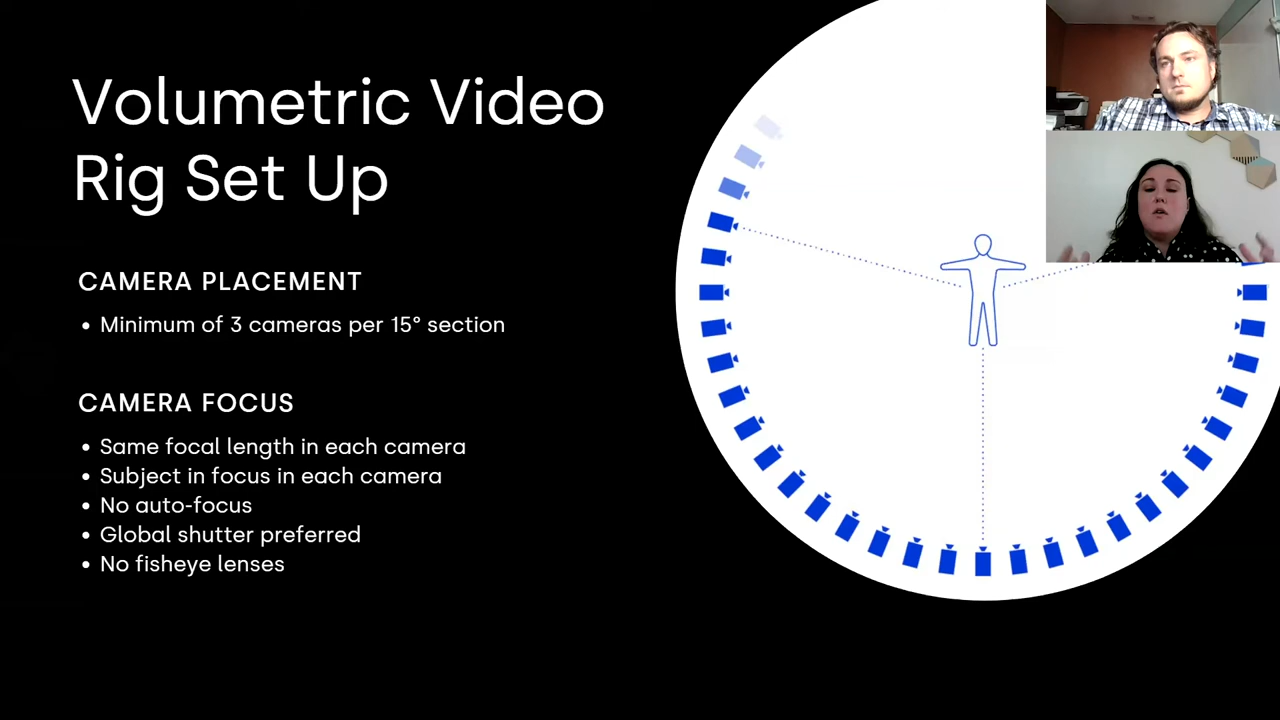 Volumetric Video
Rig Set Up
CAMERA PLACEMENT
• Minimum of 3 cameras per 15° section
CAMERA FOCUS
• Same focal length in each camera
• Subject in focus in each camera
• No auto-focus
• Global shutter preferred
• No fisheye lenses